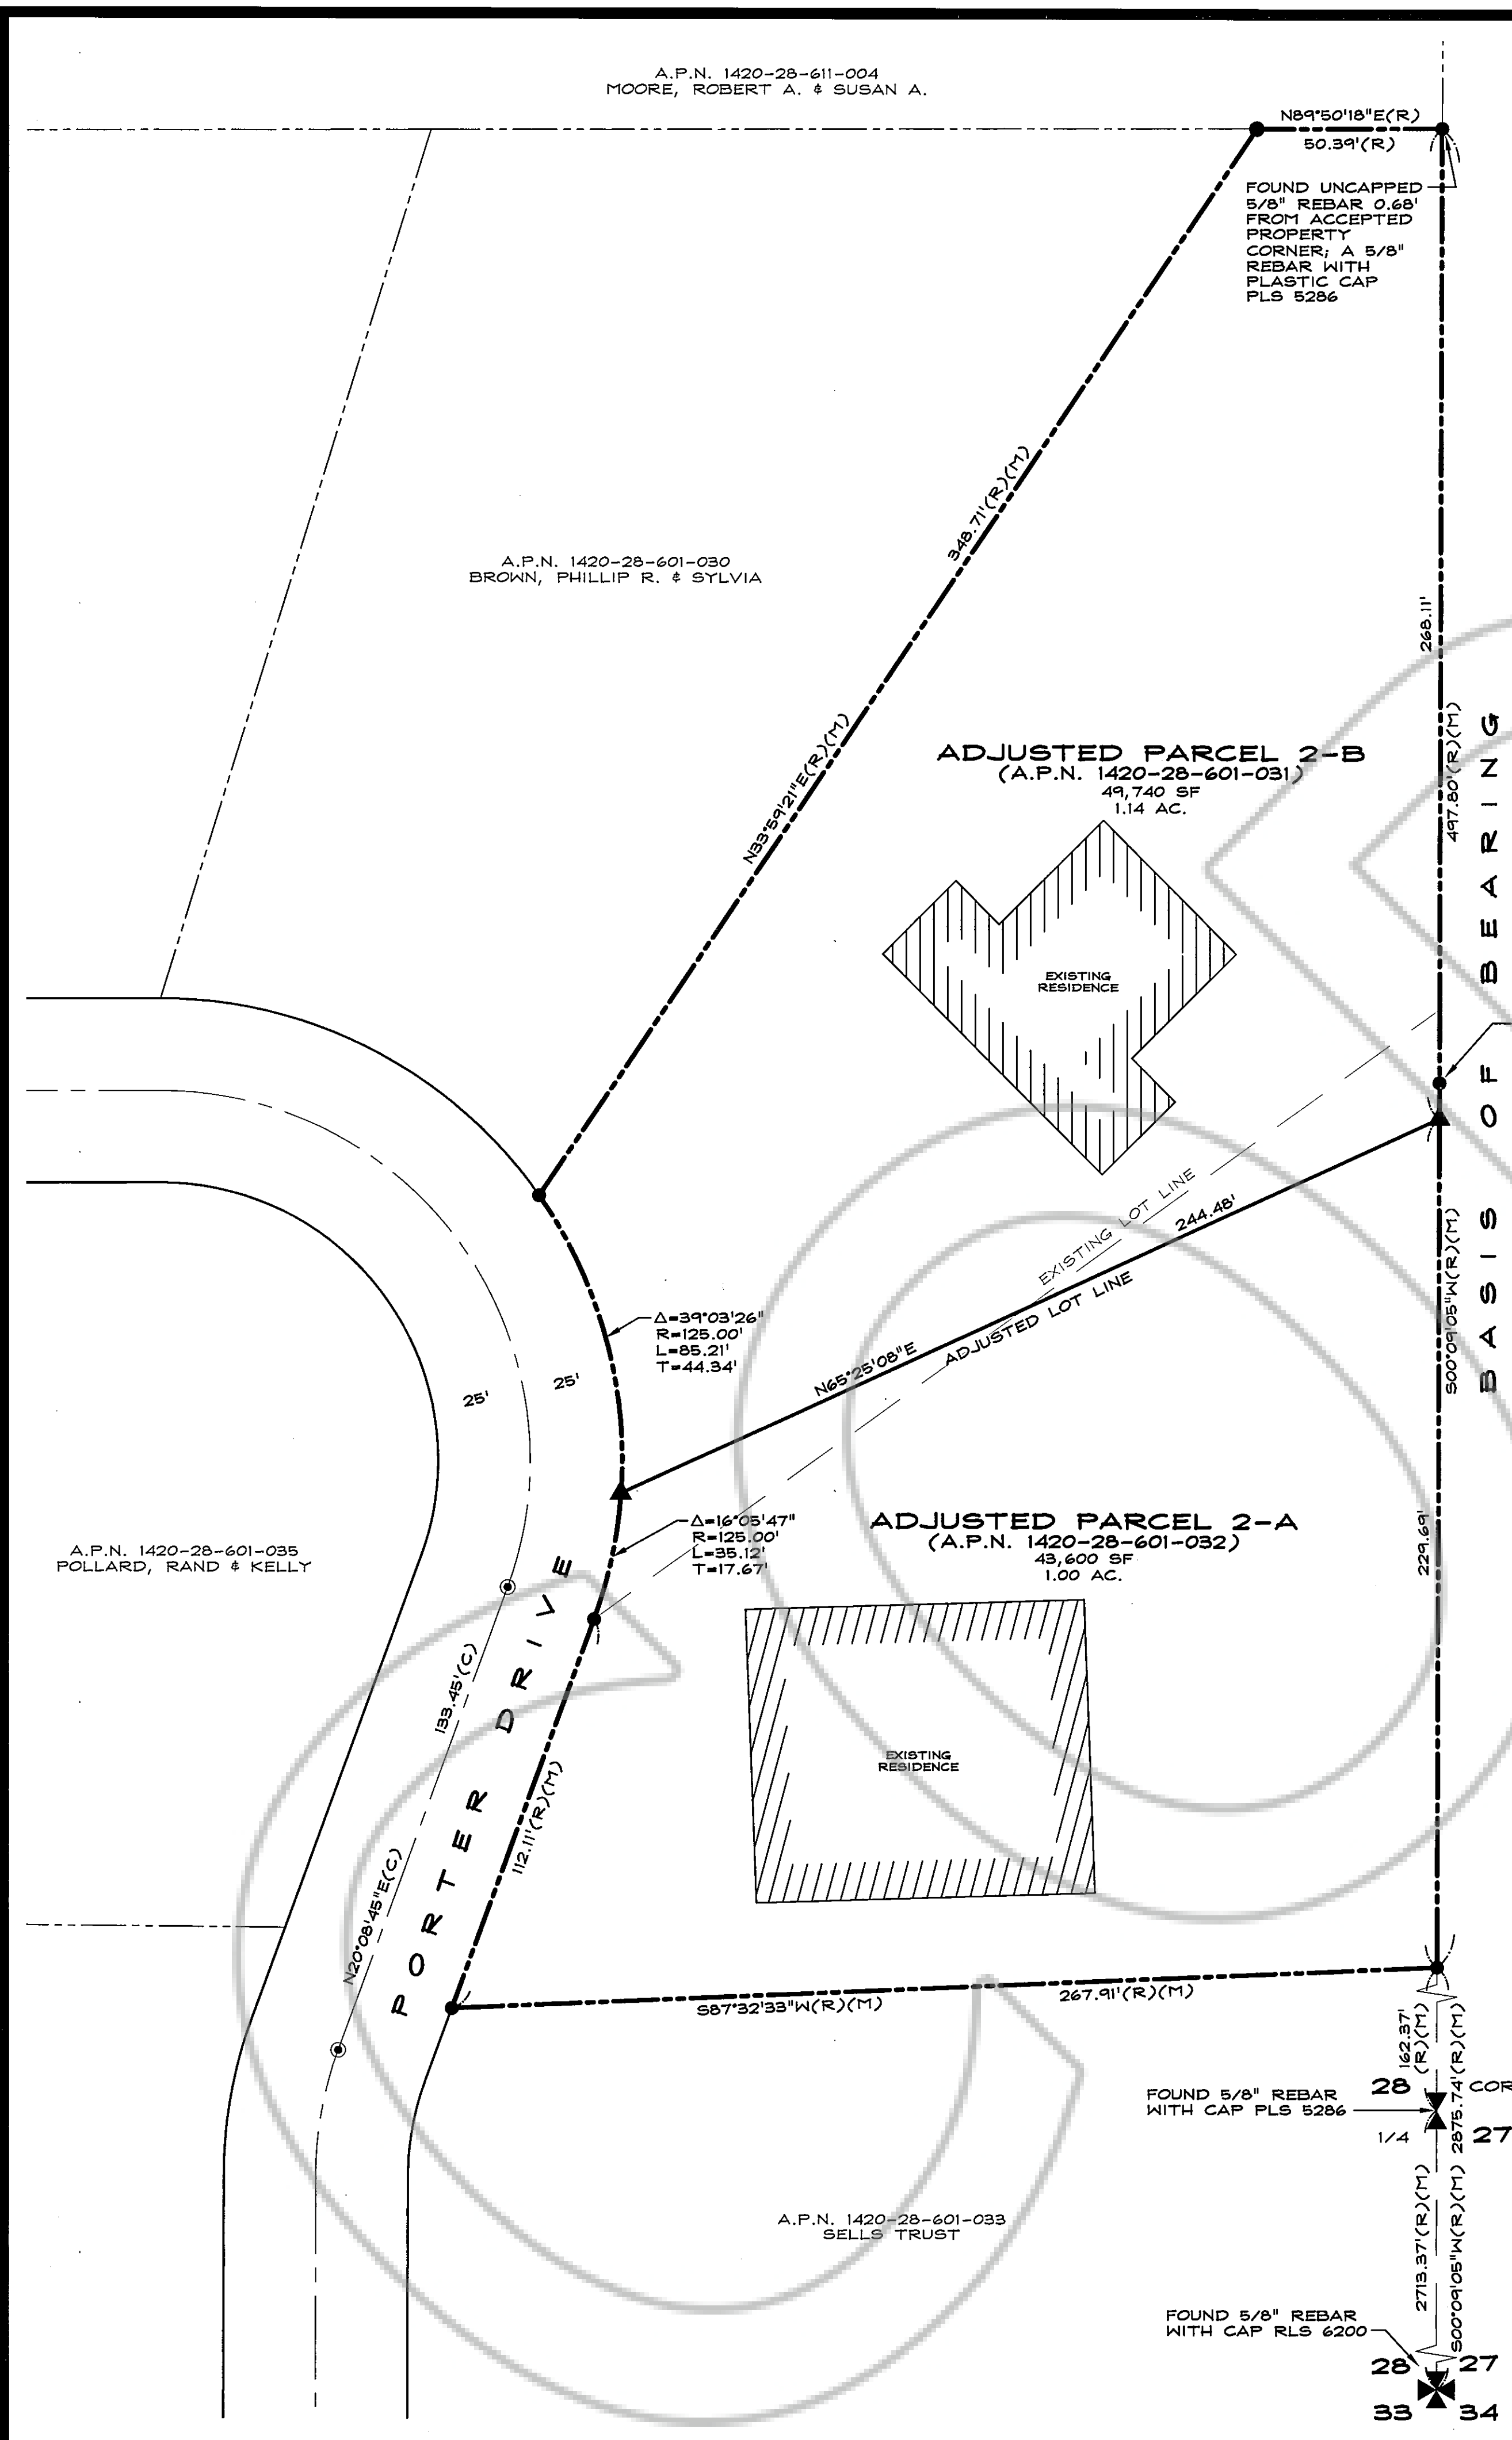 A.P.N. 1420-28-611-004
MOORE, ROBERT A. & SUSAN A.
N89°50'18"E(R)
50.39'(R)
FOUND UNCAPPED
5/8" REBAR 0.68'
FROM ACCEPTED
PROPERTY
CORNER; A 5/8"
REBAR WITH
PLASTIC CAP
PLS 5286
348.71'(R)(M)
N33°59'21"E(R)(M)
A.P.N. 1420-28-601-030
BROWN, PHILLIP R. & SYLVIA
268.11'
497.80'(R)(M)
ADJUSTED PARCEL 2-B
(A.P.N. 1420-28-601-031)
49,740 SF
1.14 AC.
EXISTING
RESIDENCE
BASIS OF BEARING
S00°09'05"W(R)(M)
EXISTING LOT LINE
244.48'
ADJUSTED LOT LINE
N65°25'08"E
Δ=39°03'26"
R=125.00'
L=85.21'
T=44.34'
25'
25'
Δ=16°05'47"
R=125.00'
L=35.12'
T=17.67'
ADJUSTED PARCEL 2-A
(A.P.N. 1420-28-601-032)
43,600 SF
1.00 AC.
229.69'
A.P.N. 1420-28-601-035
POLLARD, RAND & KELLY
PORTER DRIVE
133.45'(C)
N20°08'45"E(C)
112.11'(R)(M)
EXISTING
RESIDENCE
S87°32'33"W(R)(M)
267.91'(R)(M)
162.37'
(R)(M)
2875.74'(R)(M)
S00°09'05"W(R)(M)
FOUND 5/8" REBAR
WITH CAP PLS 5286
28
COR
1/4
27
2713.37'(R)(M)
A.P.N. 1420-28-601-033
SELLS TRUST
FOUND 5/8" REBAR
WITH CAP RLS 6200
28
27
33
34